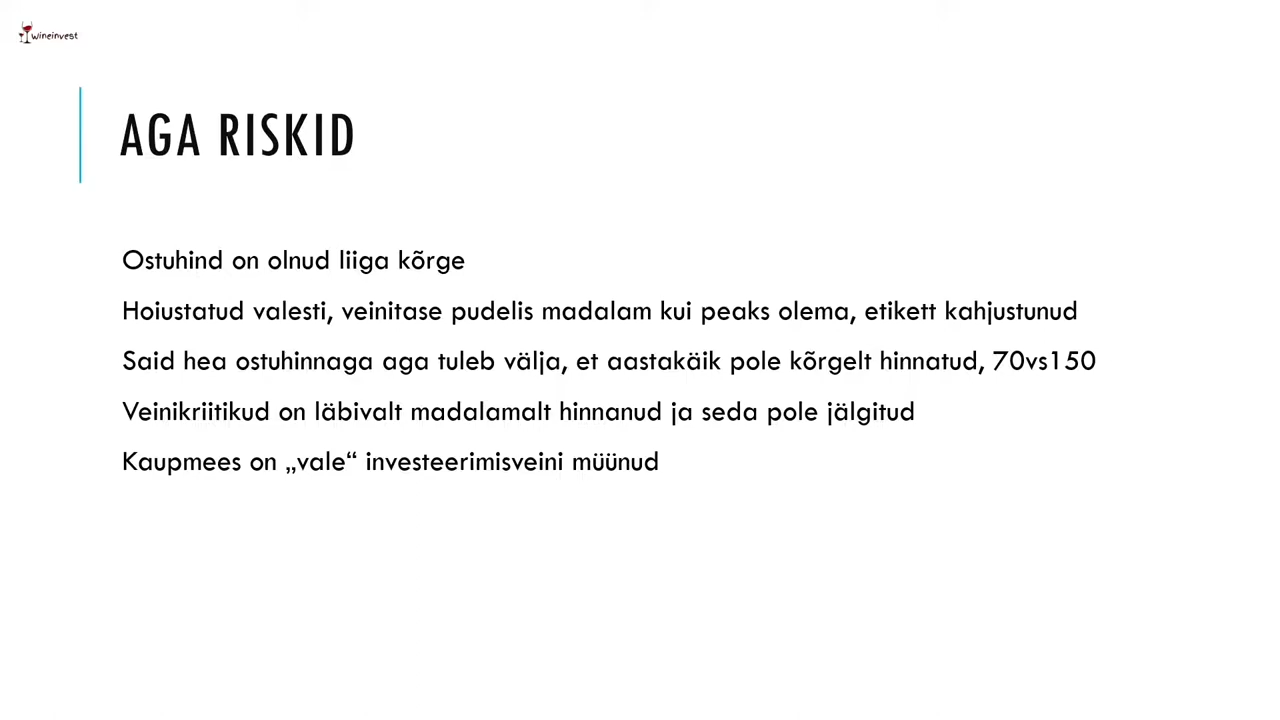 wineinvest
AGA RISKID
Ostuhind on olnud liiga kõrge
Hoiustatud valesti, veinitase pudelis madalam kui peaks olema, etikett kahjustunud
Said hea ostuhinnaga aga tuleb välja, et aastakäik pole kõrgelt hinnatud, 70vs150
Veinikriitikud on läbivalt madalamalt hinnanud ja seda pole jälgitud
Kaupmees on „vale“ investeerimisveini müünud